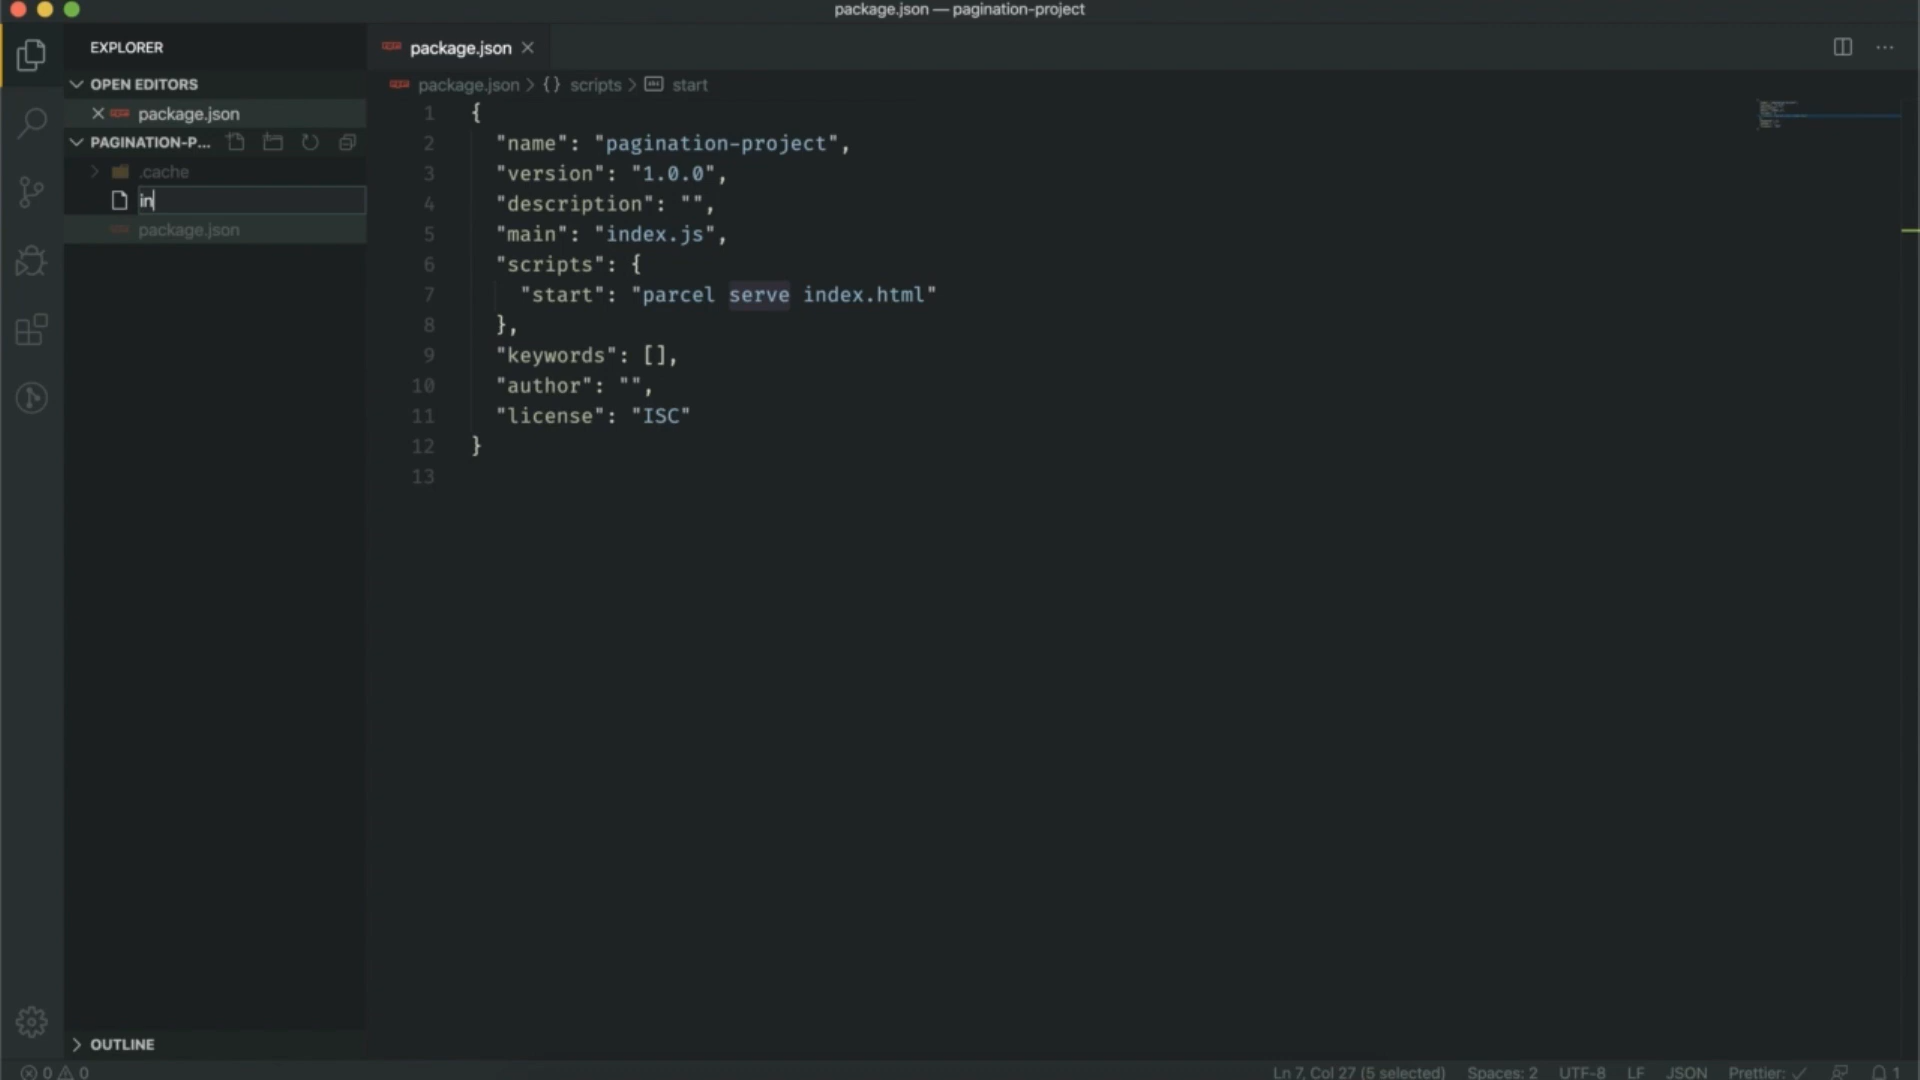 package.json — pagination-project
EXPLORER
OPEN EDITORS
package.json
PAGINATION-P...
.cache
in
package.json
OUTLINE
package.json
package.json > {} scripts > abc start
1 {
2 "name": "pagination-project",
3 "version": "1.0.0",
4 "description": "",
5 "main": "index.js",
6 "scripts": {
7 "start": "parcel serve index.html"
8 },
9 "keywords": [],
10 "author": "",
11 "license": "ISC"
12 }
13
0 0
Ln 7, Col 27 (5 selected) Spaces: 2 UTF-8 LF JSON Prettier: ✓ 1